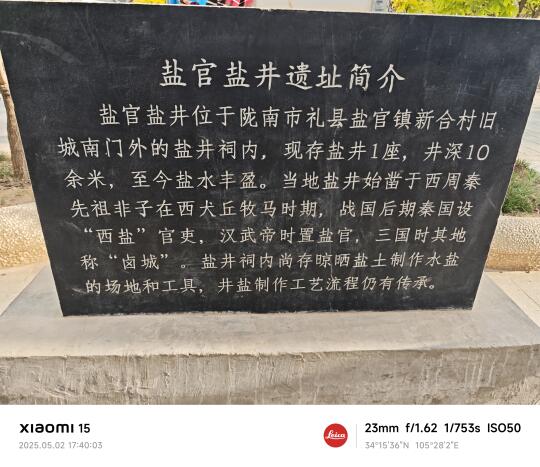 盐官盐井遗址简介
盐官盐井位于陇南市礼县盐官镇新合村旧
城南门外的盐井祠内，现存盐井1座，井深10
余米，至今盐水丰盈。当地盐井始凿于西周秦
先祖非子在西犬丘牧马时期，战国后期秦国设
“西盐”官吏，汉武帝时置盐官，三国时其地
称“卤城”。盐井祠内尚存晾晒盐土制作水盐
的场地和工具，井盐制作工艺流程仍有传承。
xiaomi 15
2025.05.02 17:40:03
Leica
23mm f/1.62 1/753s ISO50
34°15'36"N 105°28'2"E